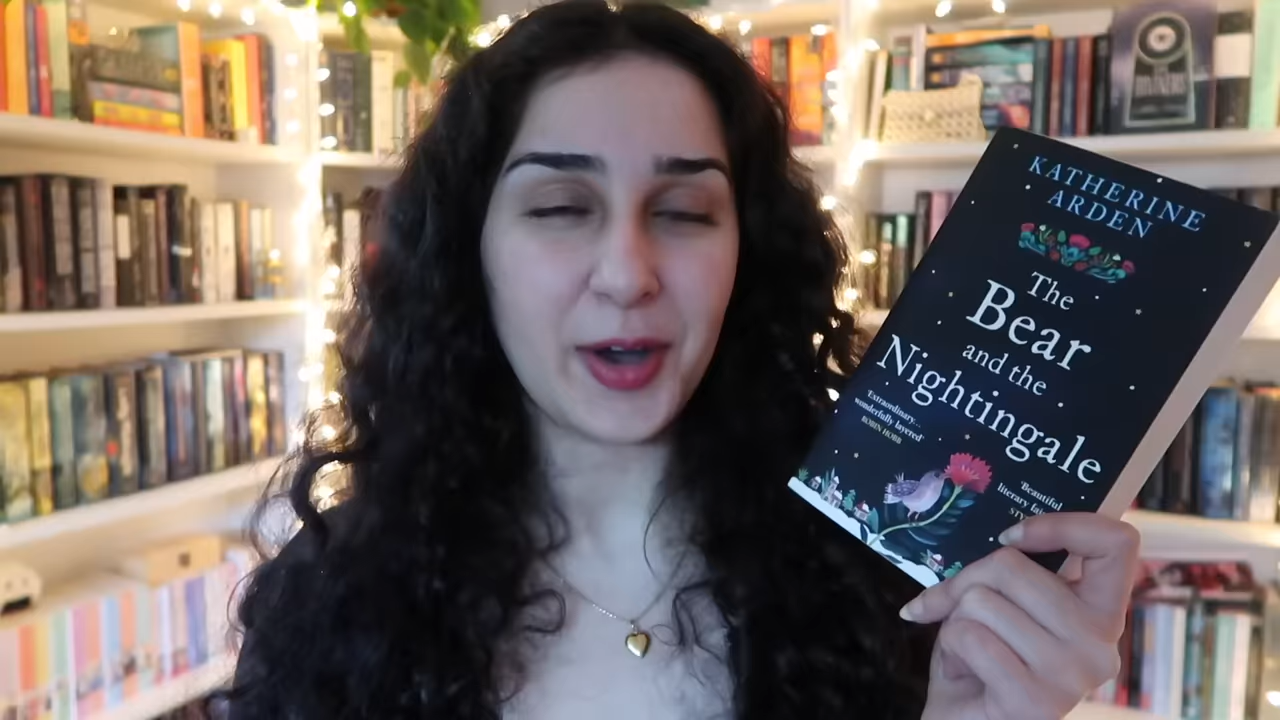 KATHERINE
ARDEN
The
Bear
and the
Nightingale
'Extraordinary...
wonderfully layered'
ROBIN HOBB
'Beautiful
literary